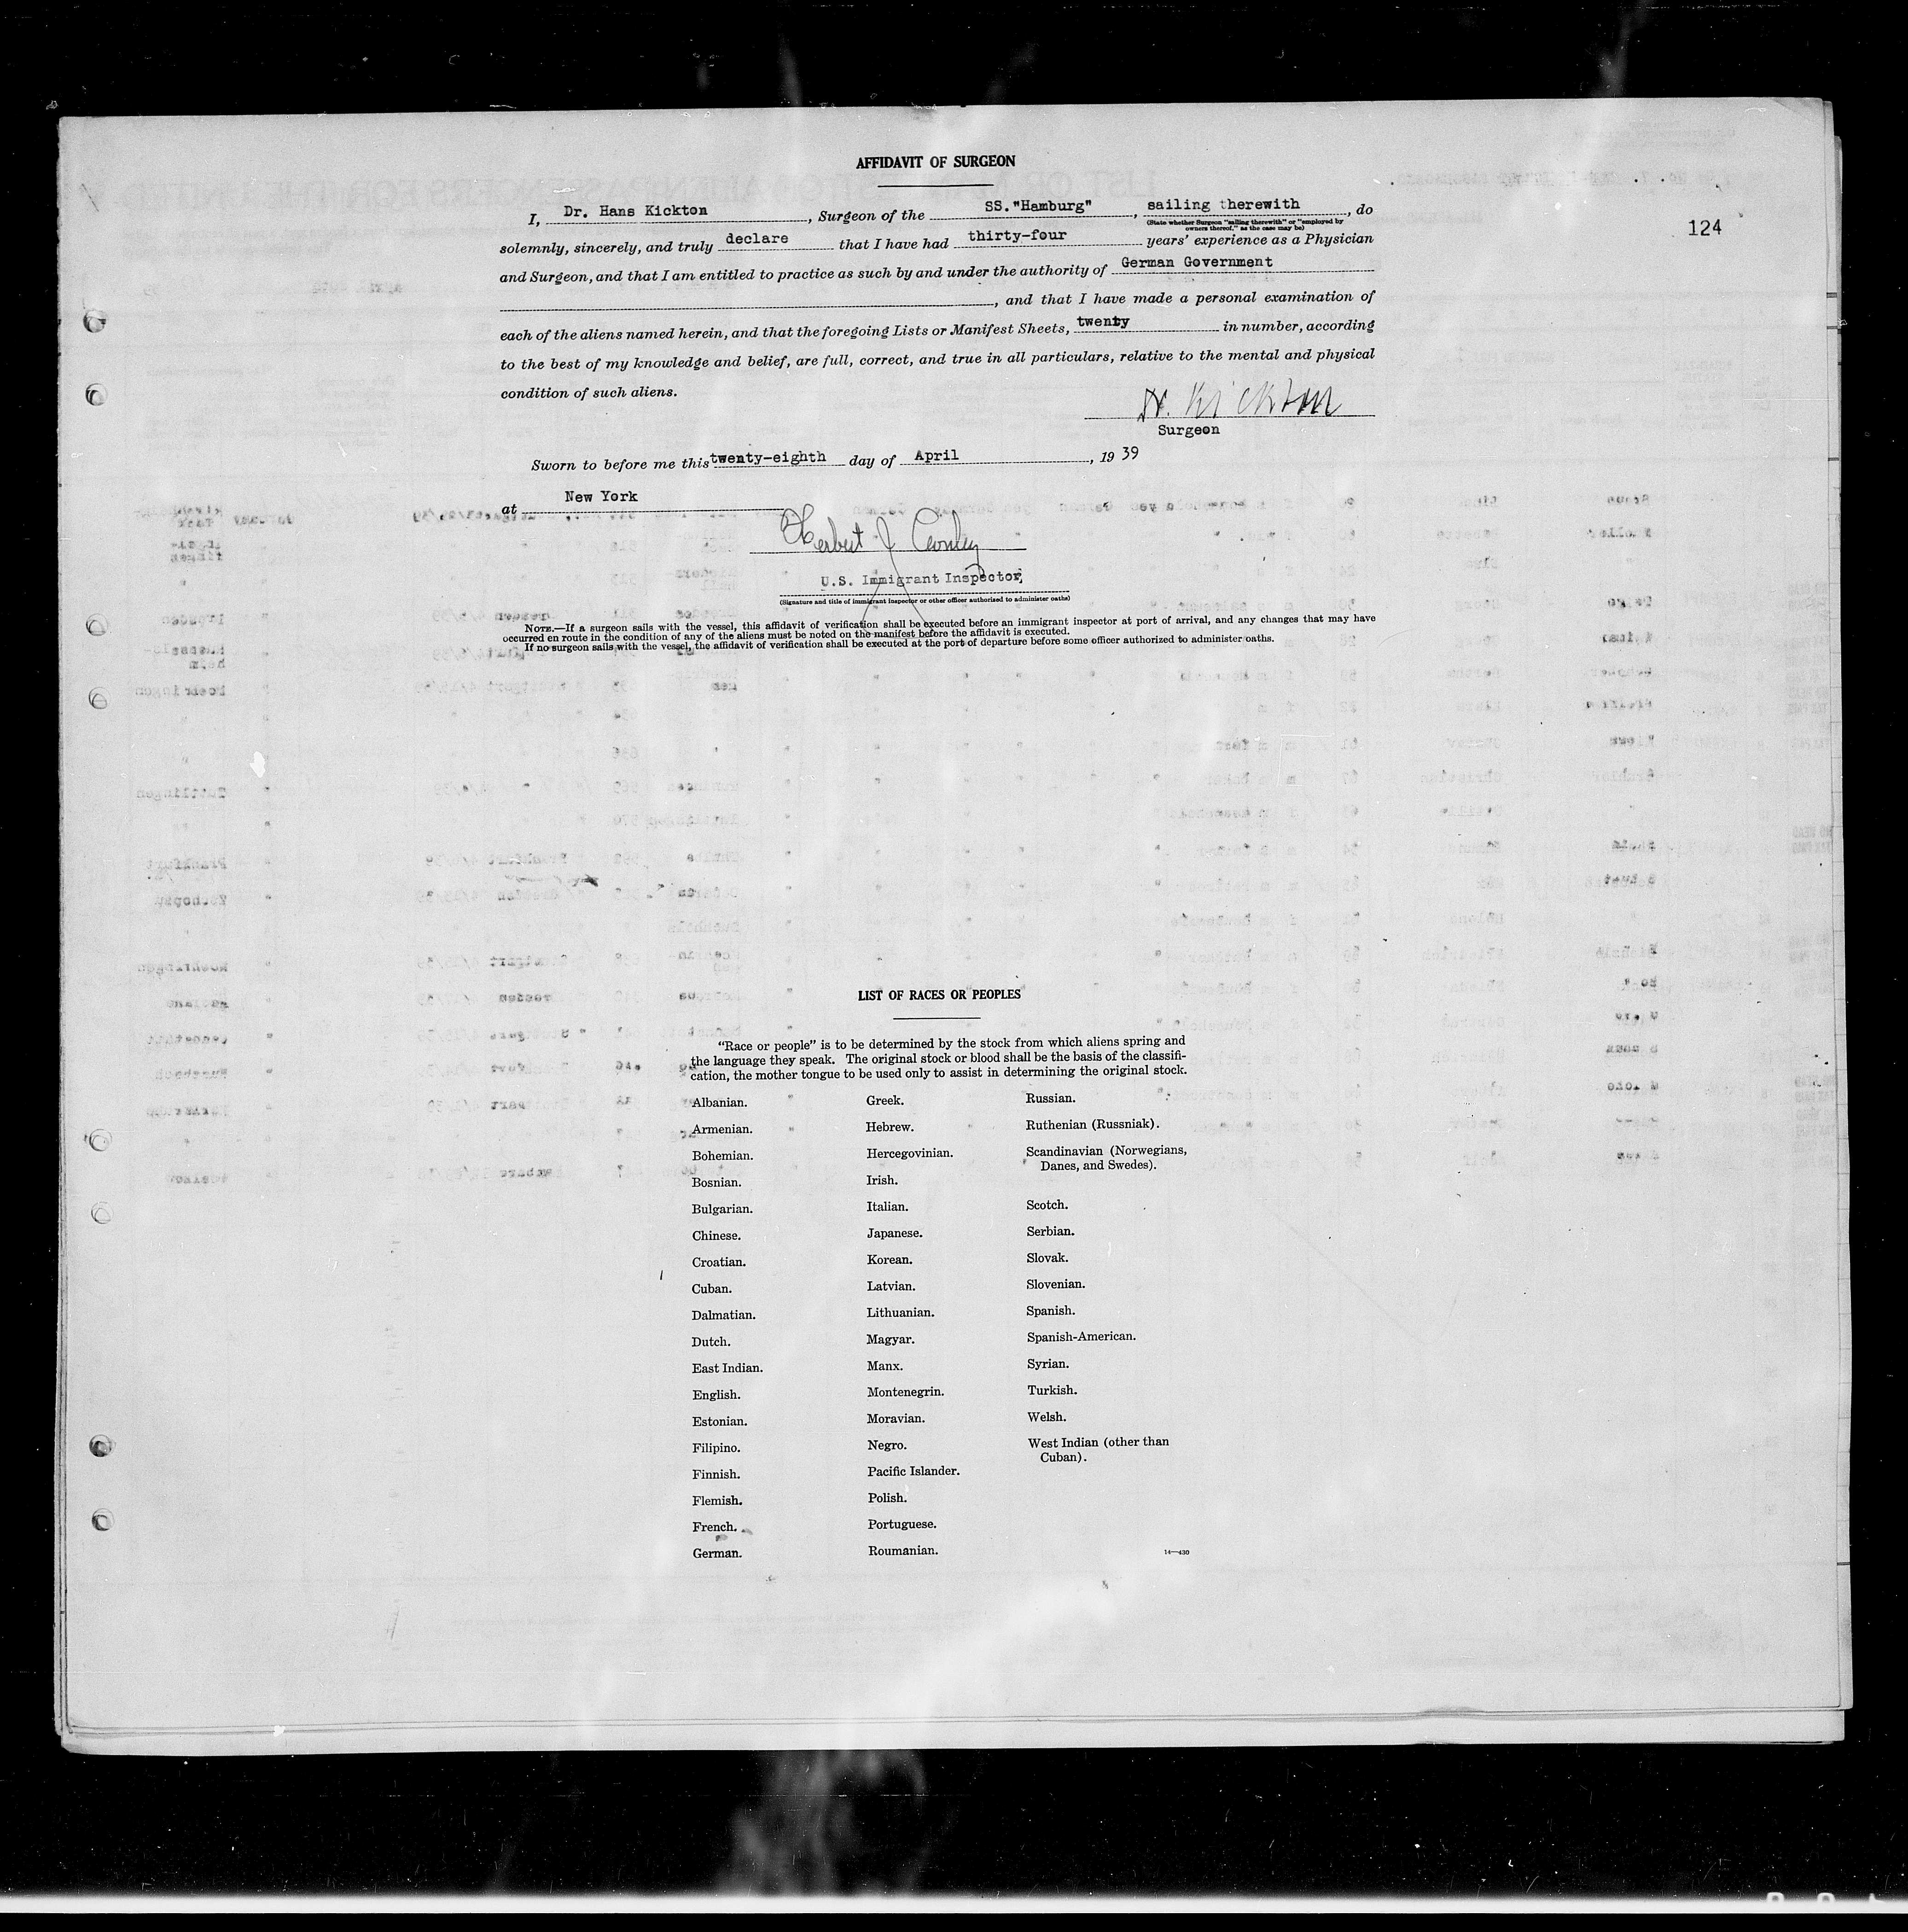 AFFIDAVIT OF SURGEON
I, Dr. Hans Kickton, Surgeon of the SS."Hamburg", sailing therewith, do
(State whether Surgeon "sailing therewith" or "employed by
owners thereof," as the case may be)
124
solemnly, sincerely, and truly declare that I have had thirty-four years' experience as a Physician
and Surgeon, and that I am entitled to practice as such by and under the authority of German Government
, and that I have made a personal examination of
each of the aliens named herein, and that the foregoing Lists or Manifest Sheets, twenty in number, according
to the best of my knowledge and belief, are full, correct, and true in all particulars, relative to the mental and physical
condition of such aliens.
Dr. Kickton
Surgeon
Sworn to before me this twenty-eighth day of April, 1939
at New York
Herbert J
U.S. Immigrant Inspector
(Signature and title of immigrant inspector or other officer authorized to administer oaths)
NOTE.—If a surgeon sails with the vessel, this affidavit of verification shall be executed before an immigrant inspector at port of arrival, and any changes that may have
occurred en route in the condition of any of the aliens must be noted on the manifest before the affidavit is executed.
If no surgeon sails with the vessel, the affidavit of verification shall be executed at the port of departure before some officer authorized to administer oaths.
LIST OF RACES OR PEOPLES
"Race or people" is to be determined by the stock from which aliens spring and
the language they speak. The original stock or blood shall be the basis of the classifi-
cation, the mother tongue to be used only to assist in determining the original stock.
Albanian.
Armenian.
Bohemian.
Bosnian.
Bulgarian.
Chinese.
Croatian.
Cuban.
Dalmatian.
Dutch.
East Indian.
English.
Estonian.
Filipino.
Finnish.
Flemish.
French.
German.
Greek.
Hebrew.
Hercegovinian.
Irish.
Italian.
Japanese.
Korean.
Latvian.
Lithuanian.
Magyar.
Manx.
Montenegrin.
Moravian.
Negro.
Pacific Islander.
Polish.
Portuguese.
Roumanian.
Russian.
Ruthenian (Russniak).
Scandinavian (Norwegians,
Danes, and Swedes).
Scotch.
Serbian.
Slovak.
Slovenian.
Spanish.
Spanish-American.
Syrian.
Turkish.
Welsh.
West Indian (other than
Cuban).
14—430